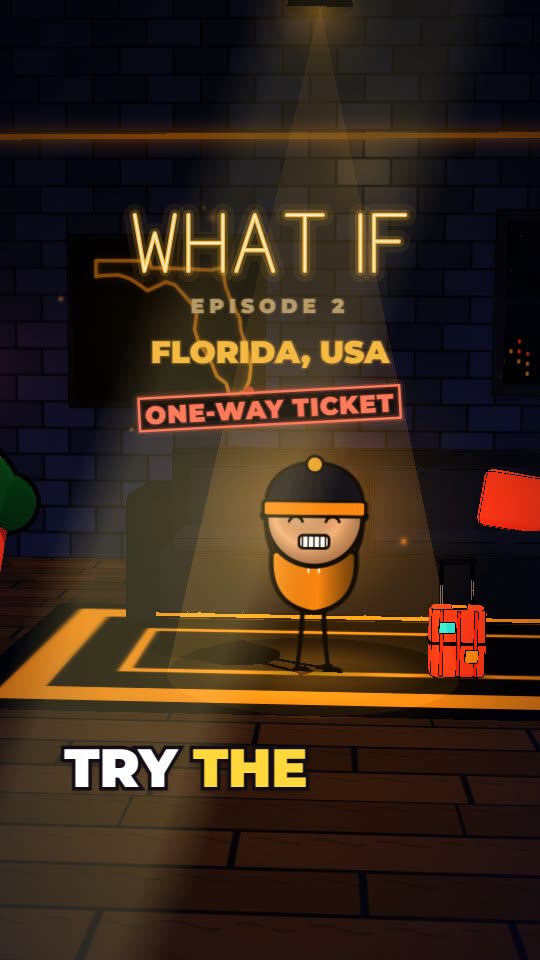 WHAT IF
EPISODE 2
FLORIDA, USA
ONE-WAY TICKET
TRY THE